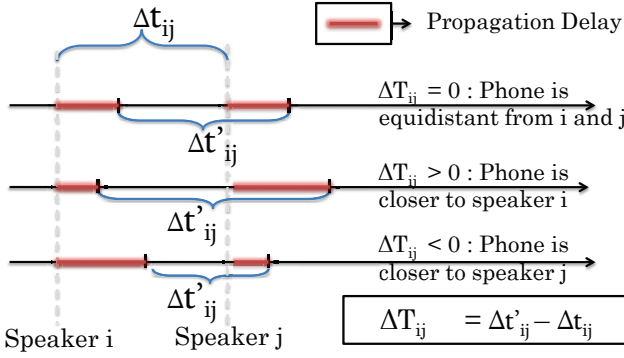 Δt_ij
Propagation Delay
ΔT_ij = 0 : Phone is
equidistant from i and j
Δt'_ij
ΔT_ij > 0 : Phone is
closer to speaker i
Δt'_ij
ΔT_ij < 0 : Phone is
closer to speaker j
Δt'_ij
Speaker i
Speaker j
ΔT_ij = Δt'_ij – Δt_ij